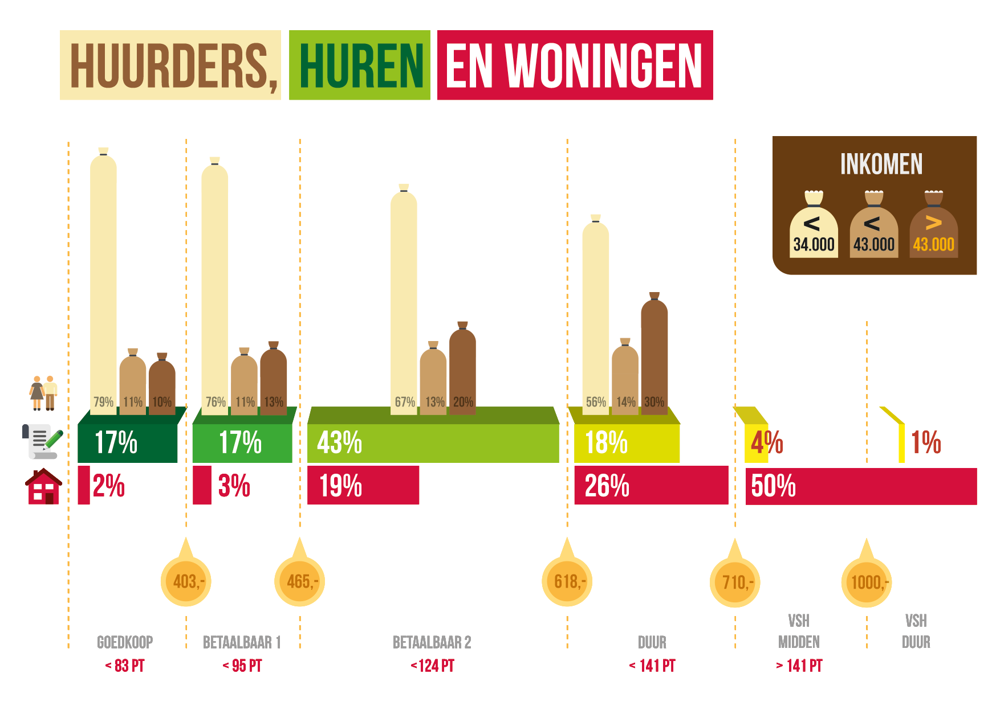 HUURDERS, HUREN EN WONINGEN
INKOMEN
< < >
34.000 43.000 43.000
79% 11% 10% 76% 11% 13% 67% 13% 20% 56% 14% 30%
17% 17% 43% 18% 4% 1%
2% 3% 19% 26% 50%
403,- 465,- 618,- 710,- 1000,-
GOEDKOOP
< 83 PT
BETAALBAAR 1
< 95 PT
BETAALBAAR 2
<124 PT
DUUR
< 141 PT
VSH
MIDDEN
> 141 PT
VSH
DUUR